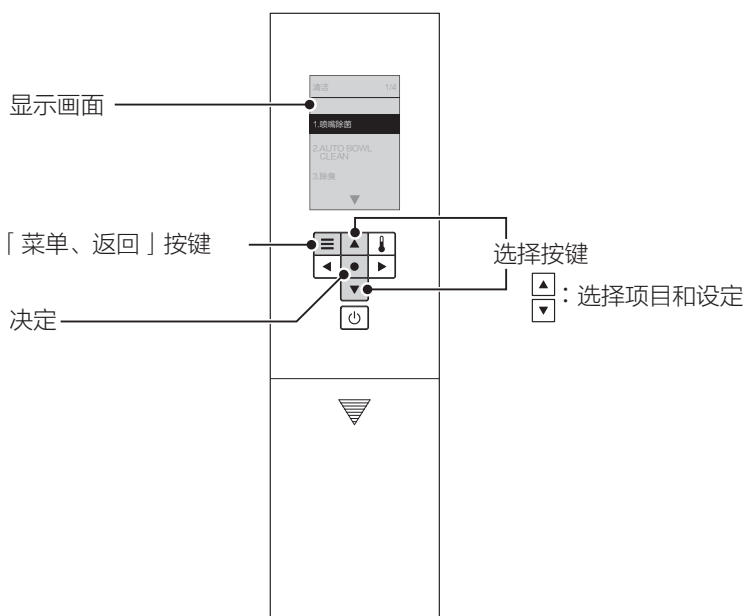 清洁 1/4
显示画面
1.喷嘴除菌
2.AUTO BOWL
CLEAN
3.除臭
「菜单、返回」按键
选择按键
：选择项目和设定
决定